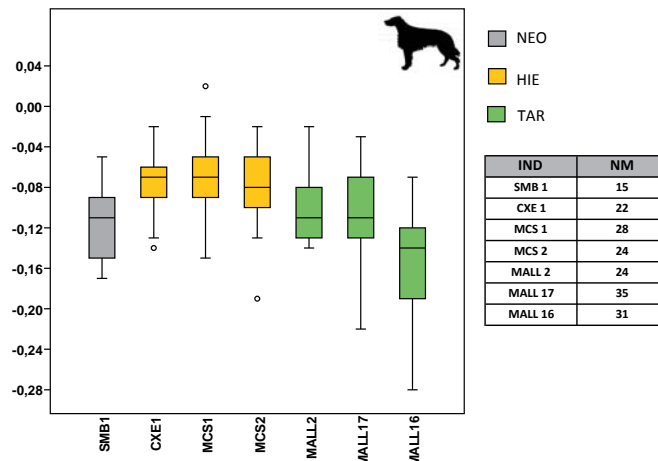 NEO
HIE
TAR
0,04
0,00
-0,04
-0,08
-0,12
-0,16
-0,20
-0,24
-0,28
SMB1
CXE1
MCS1
MCS2
MALL2
MALL17
MALL16
IND NM
SMB 1 15
CXE 1 22
MCS 1 28
MCS 2 24
MALL 2 24
MALL 17 35
MALL 16 31